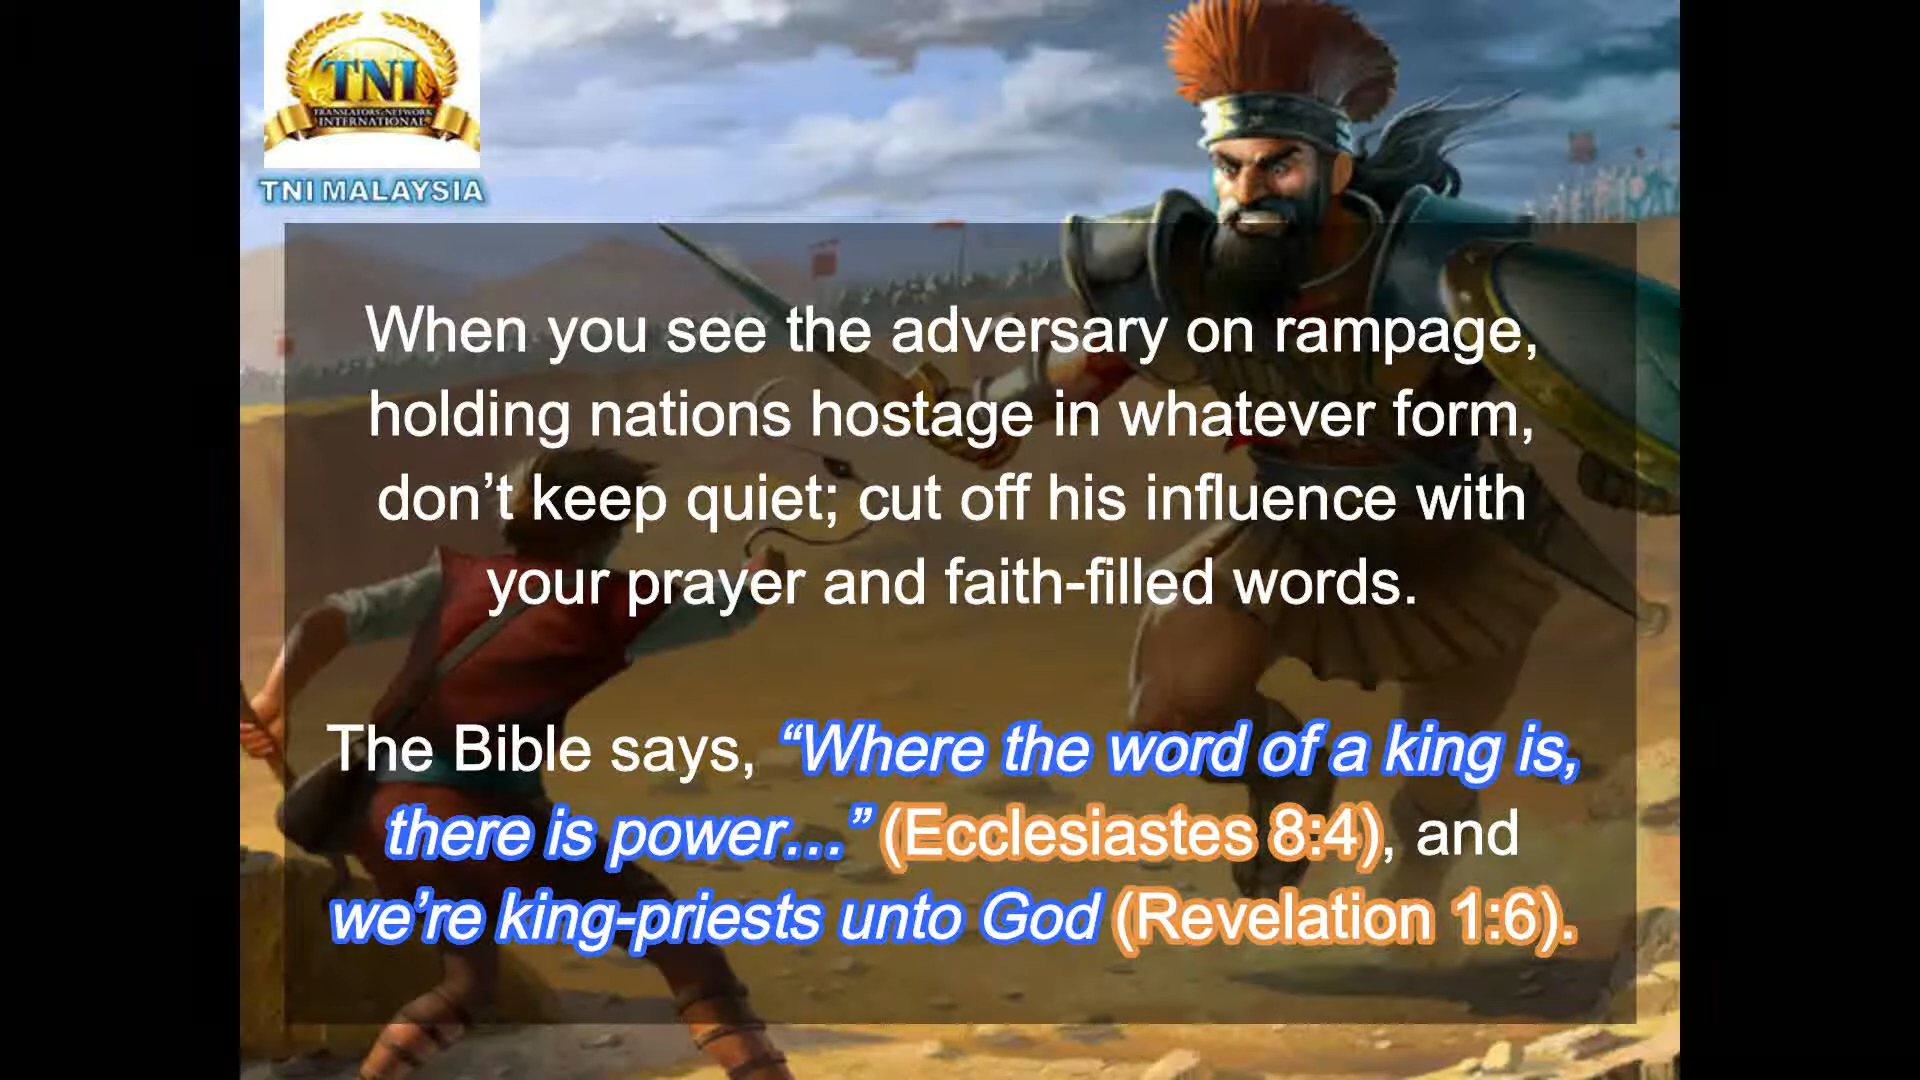 TNI
TRANSLATORS NETWORK
INTERNATIONAL
TNI MALAYSIA
When you see the adversary on rampage,
holding nations hostage in whatever form,
don’t keep quiet; cut off his influence with
your prayer and faith-filled words.
The Bible says, “Where the word of a king is,
there is power…” (Ecclesiastes 8:4), and
we’re king-priests unto God (Revelation 1:6).